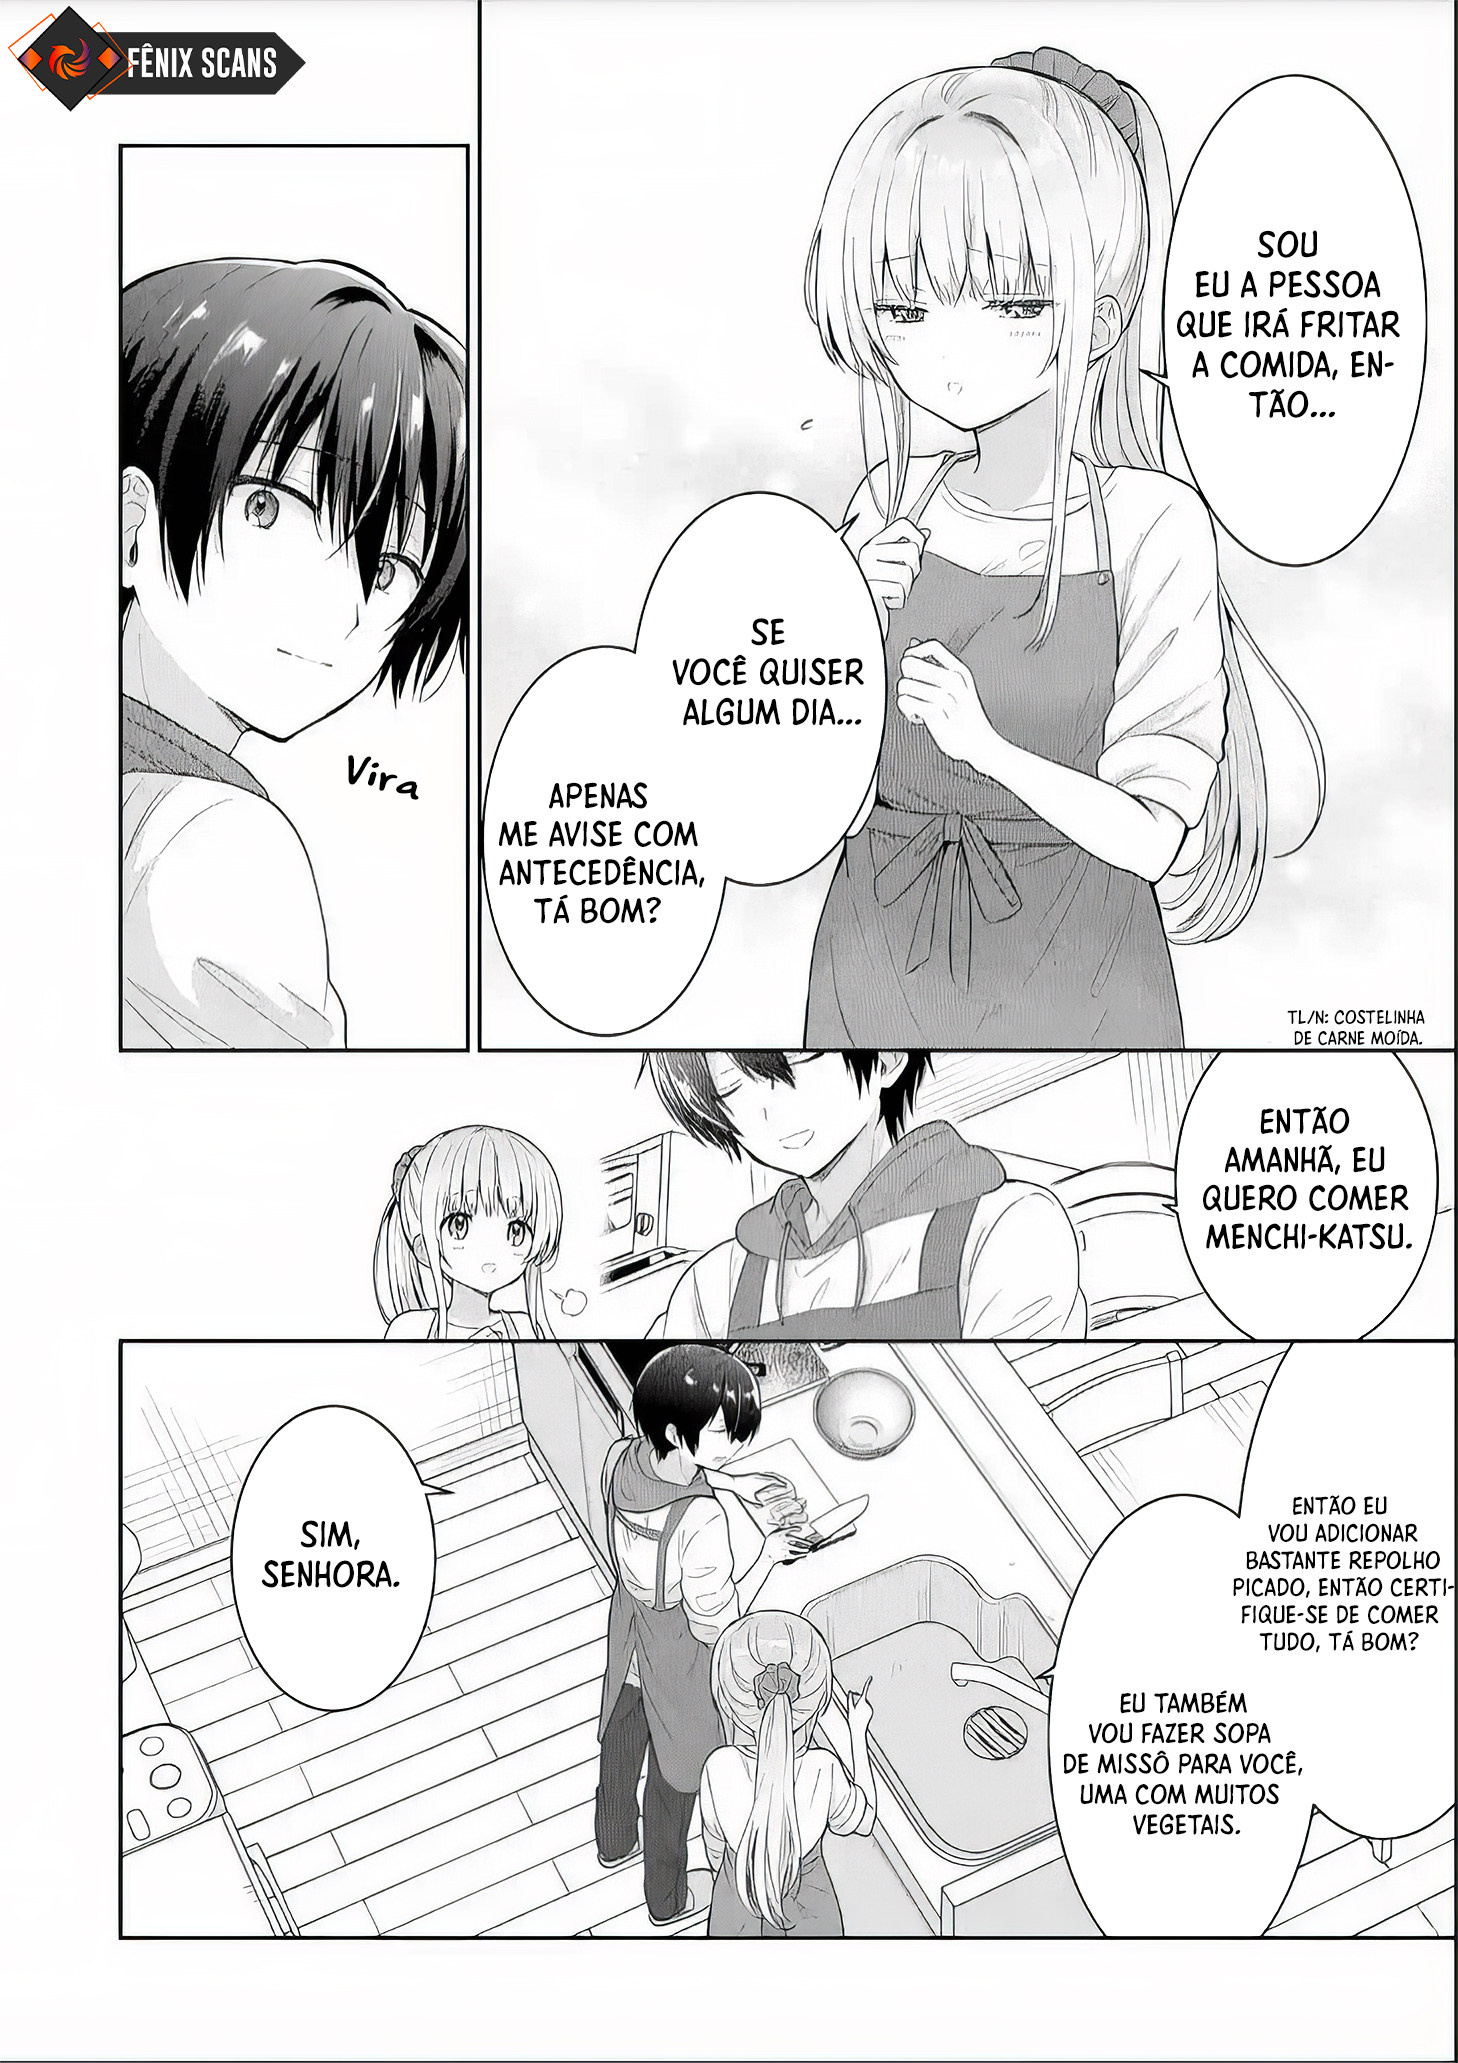 FÊNIX SCANS
SOU
EU A PESSOA
QUE IRÁ FRITAR
A COMIDA, EN-
TÃO...
SE
VOCÊ QUISER
ALGUM DIA...
APENAS
ME AVISE COM
ANTECEDÊNCIA,
TÁ BOM?
TL/N: COSTELINHA
DE CARNE MOÍDA.
Vira
ENTÃO
AMANHÃ, EU
QUERO COMER
MENCHI-KATSU.
ENTÃO EU
VOU ADICIONAR
BASTANTE REPOLHO
PICADO, ENTÃO CERTI-
FIQUE-SE DE COMER
TUDO, TÁ BOM?
EU TAMBÉM
VOU FAZER SOPA
DE MISSÔ PARA VOCÊ,
UMA COM MUITOS
VEGETAIS.
SIM,
SENHORA.